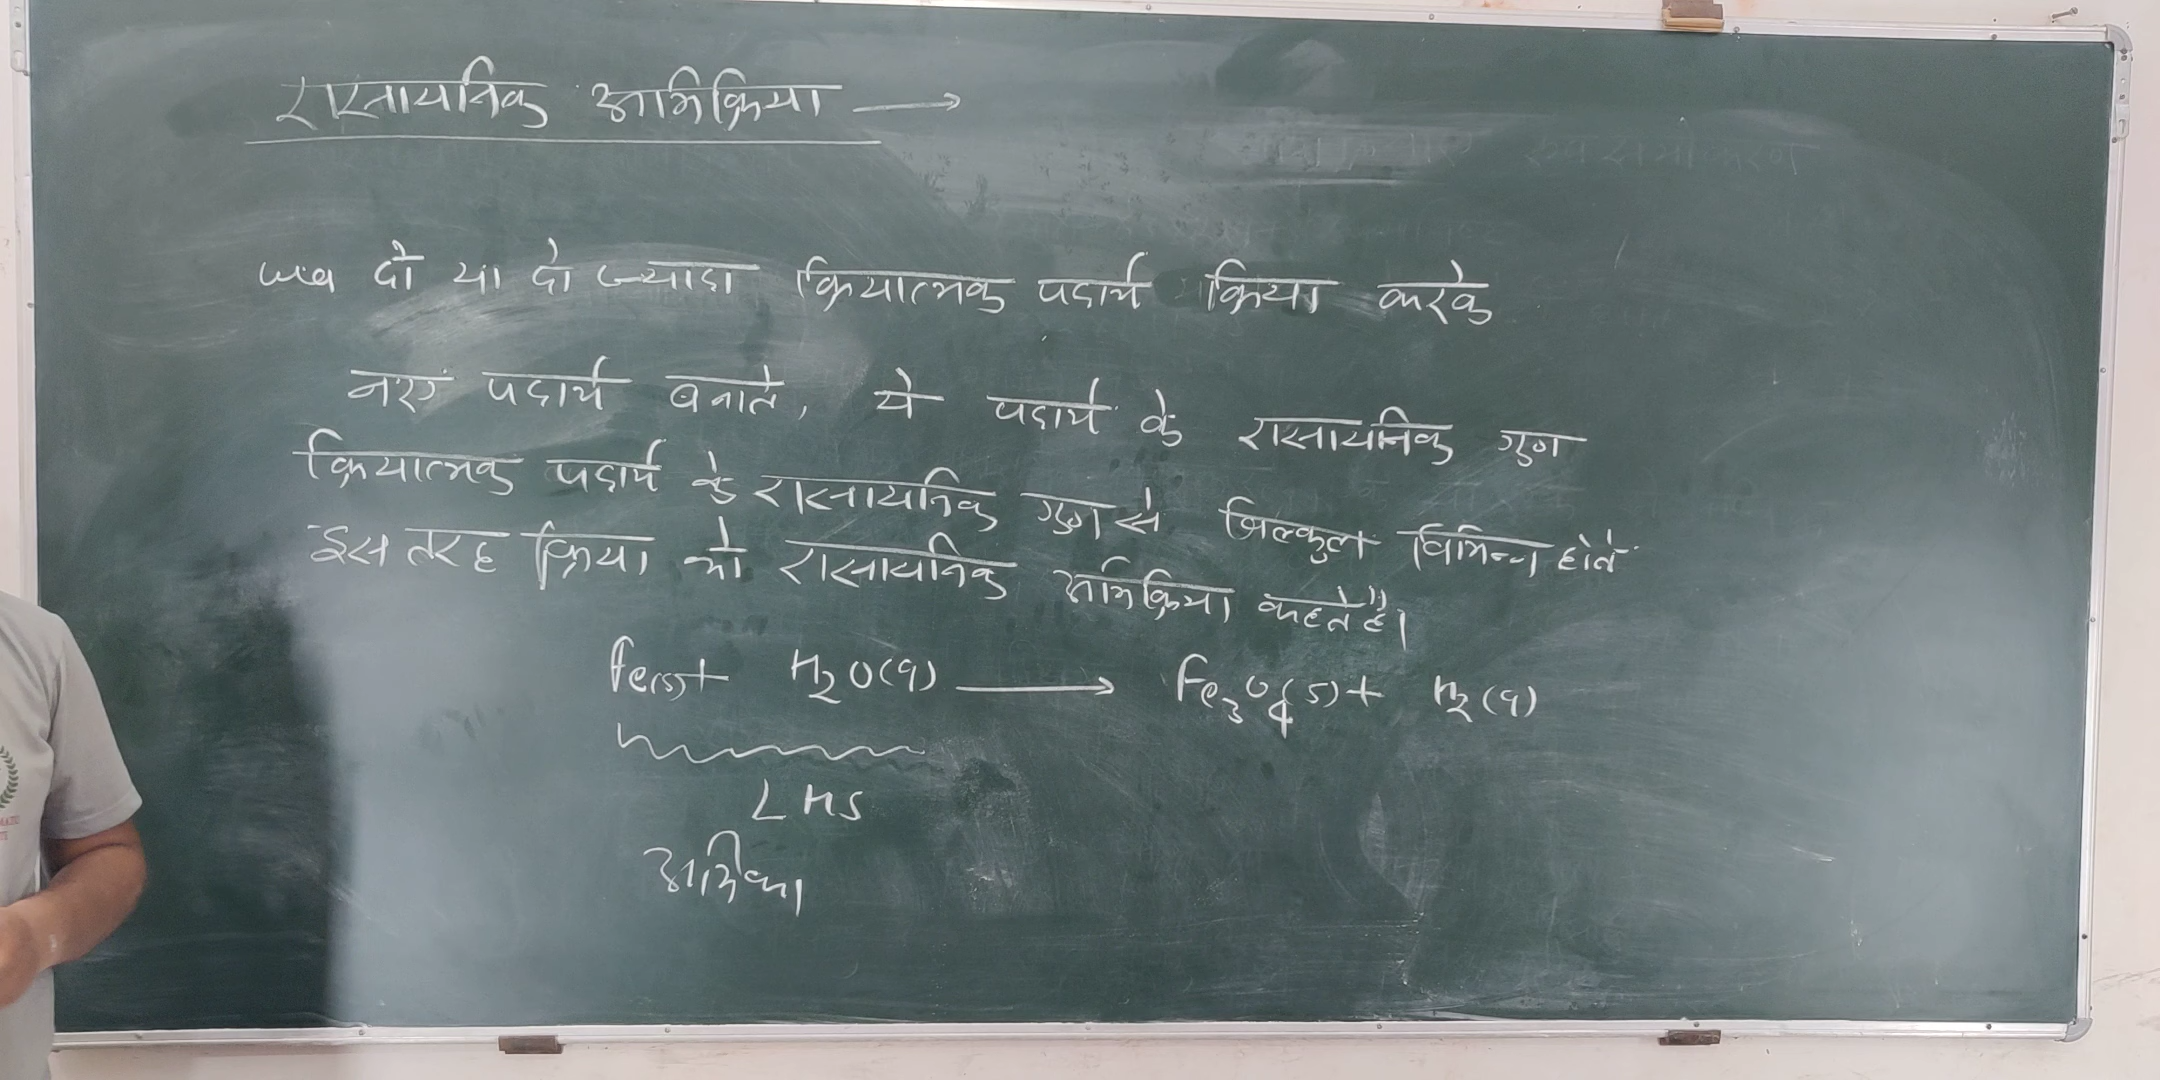 रासायनिक अभिक्रिया →
जब दो या दो ज्यादा क्रियात्मक पदार्थ क्रिया करके
नए पदार्थ बनाते, ये पदार्थ के रासायनिक गुण
क्रियात्मक पदार्थ के रासायनिक गुण से बिल्कुल विभिन्न होते
इस तरह क्रिया को रासायनिक अभिक्रिया कहते हैं।
Fe(s) + H₂O(g) → Fe₃O₄(s) + H₂(g)
LHS
अभिका